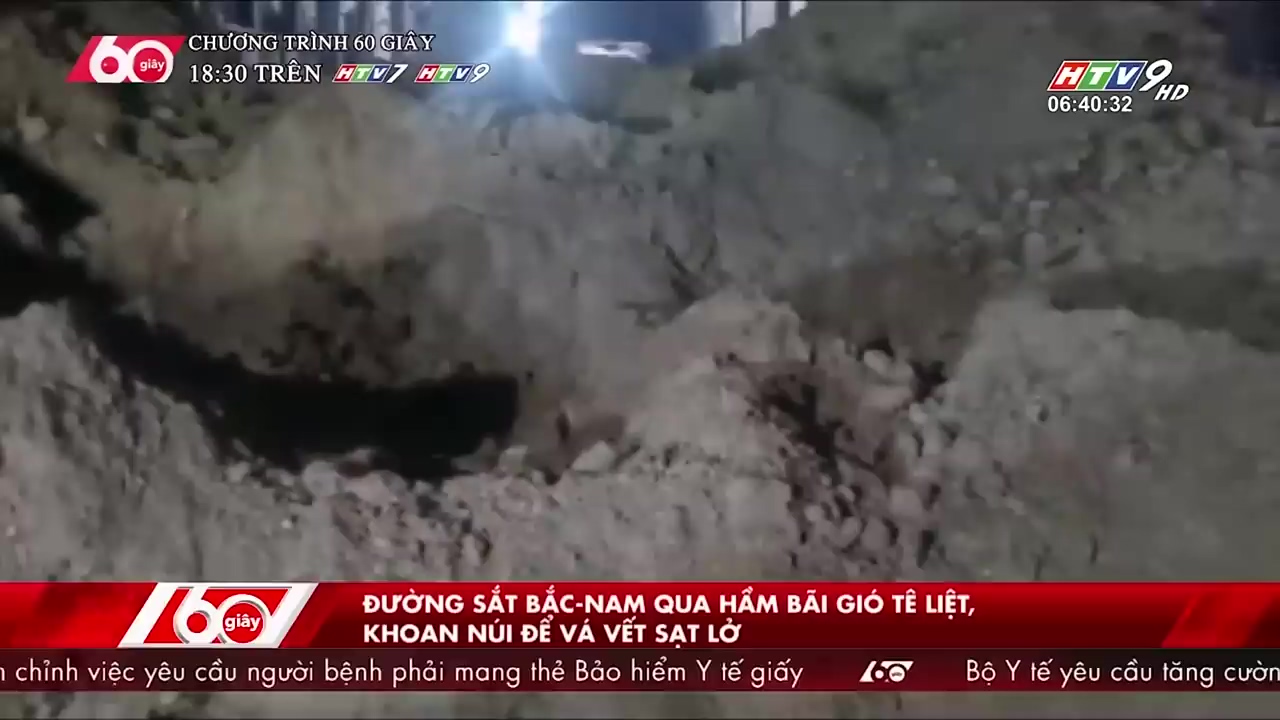 60 giây
CHƯƠNG TRÌNH 60 GIÂY
18:30 TRÊN HTV7 HTV9
HTV9 HD
06:40:32
60 giây
ĐƯỜNG SẮT BẮC-NAM QUA HẦM BÃI GIÓ TÊ LIỆT,
KHOAN NÚI ĐỂ VÁ VẾT SẠT LỞ
chỉnh việc yêu cầu người bệnh phải mang thẻ Bảo hiểm Y tế giấy 60 giây Bộ Y tế yêu cầu tăng cườn